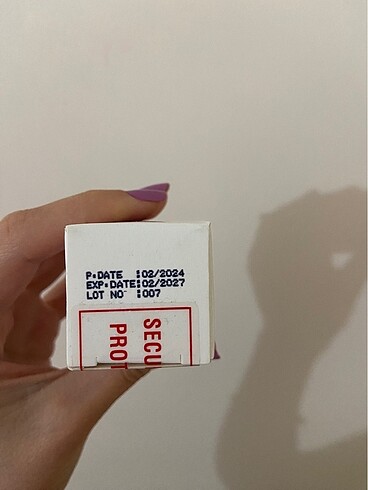 P.DATE :02/2024
EXP.DATE:02/2027
LOT NO :007
SECU
PROT